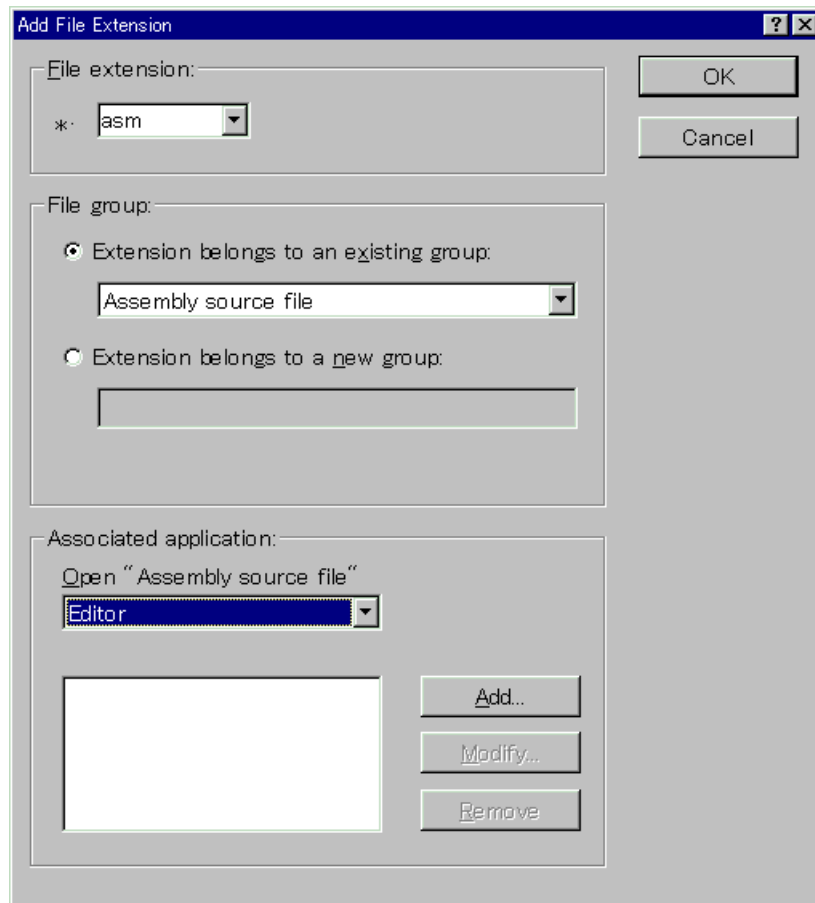 Add File Extension
File extension:
OK
*. asm
Cancel
File group:
Extension belongs to an existing group:
Assembly source file
Extension belongs to a new group:
Associated application:
Open "Assembly source file"
Editor
Add...
Modify...
Remove